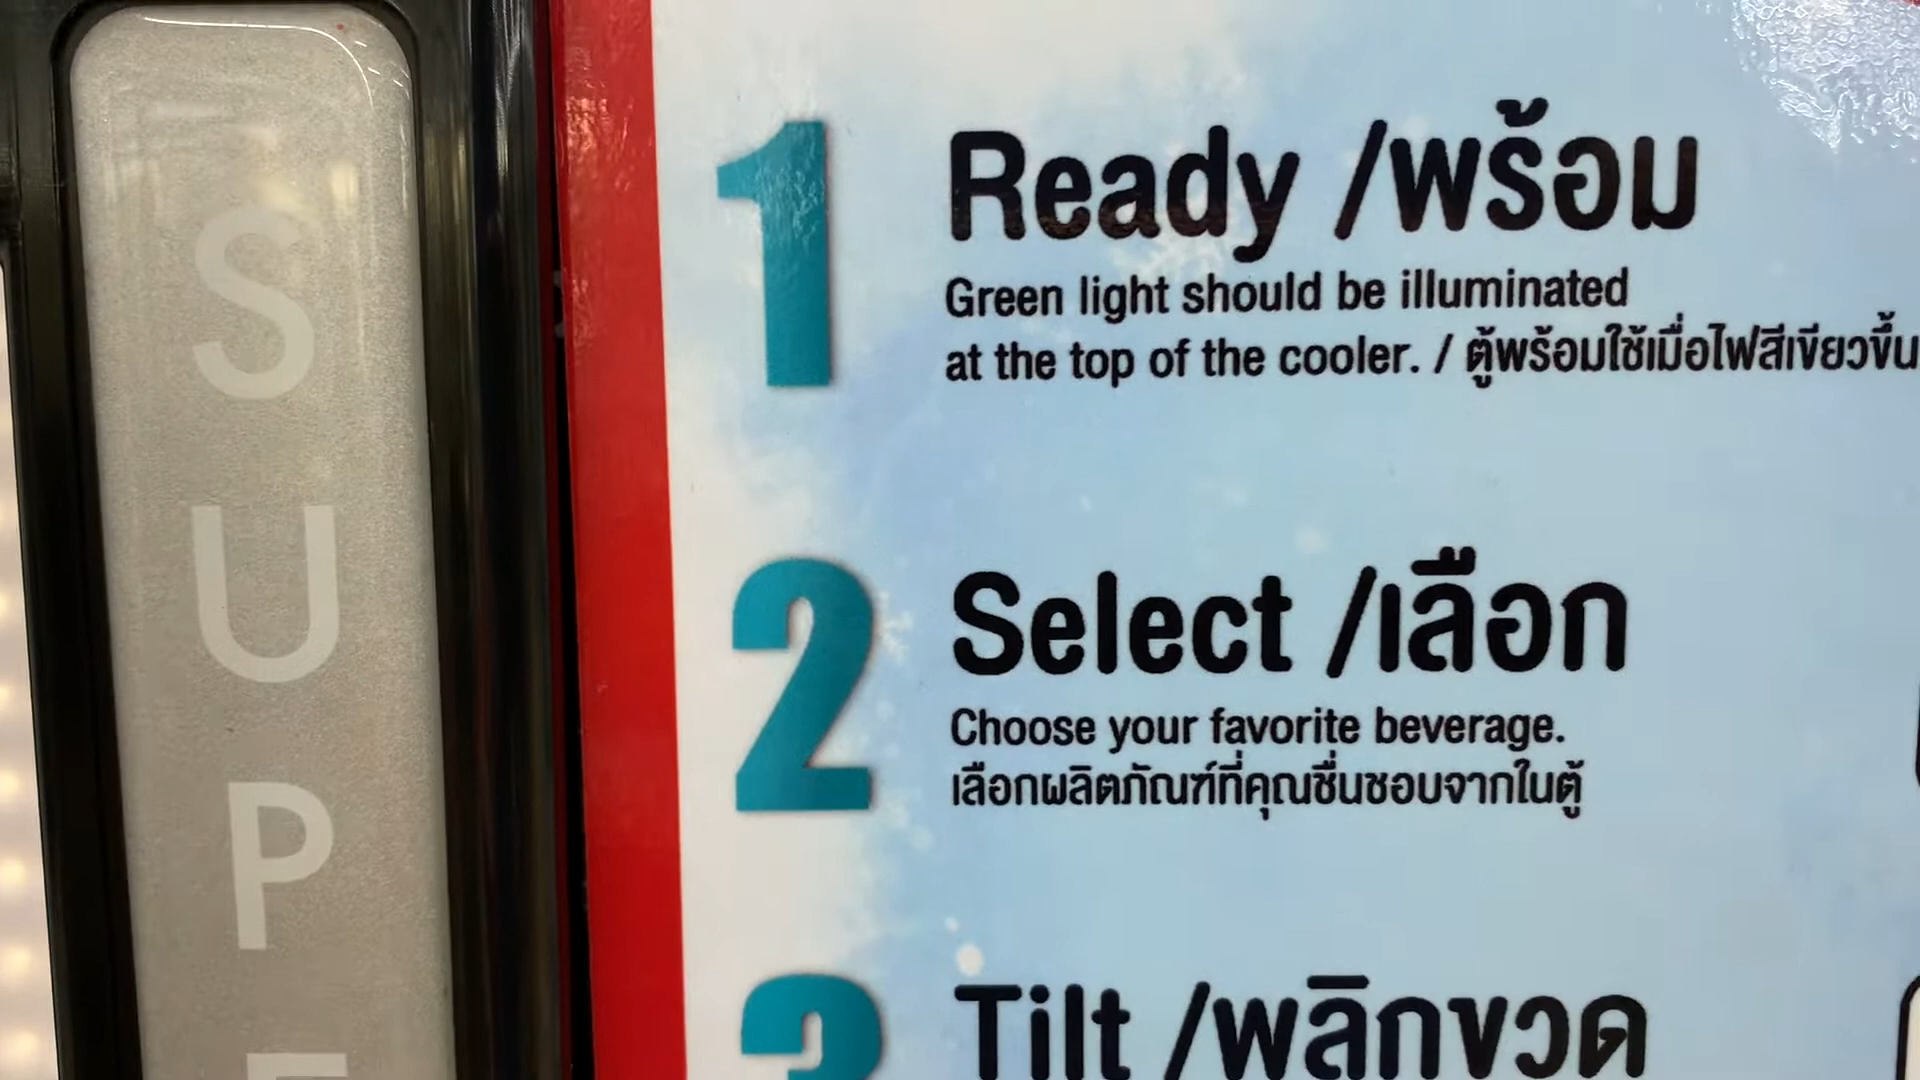 S
U
P
1
Ready /พร้อม
Green light should be illuminated
at the top of the cooler. / ตู้พร้อมใช้เมื่อไฟสีเขียวขึ้น
2
Select /เลือก
Choose your favorite beverage.
เลือกผลิตภัณฑ์ที่คุณชื่นชอบจากในตู้
3
Tilt /พลิกขวด